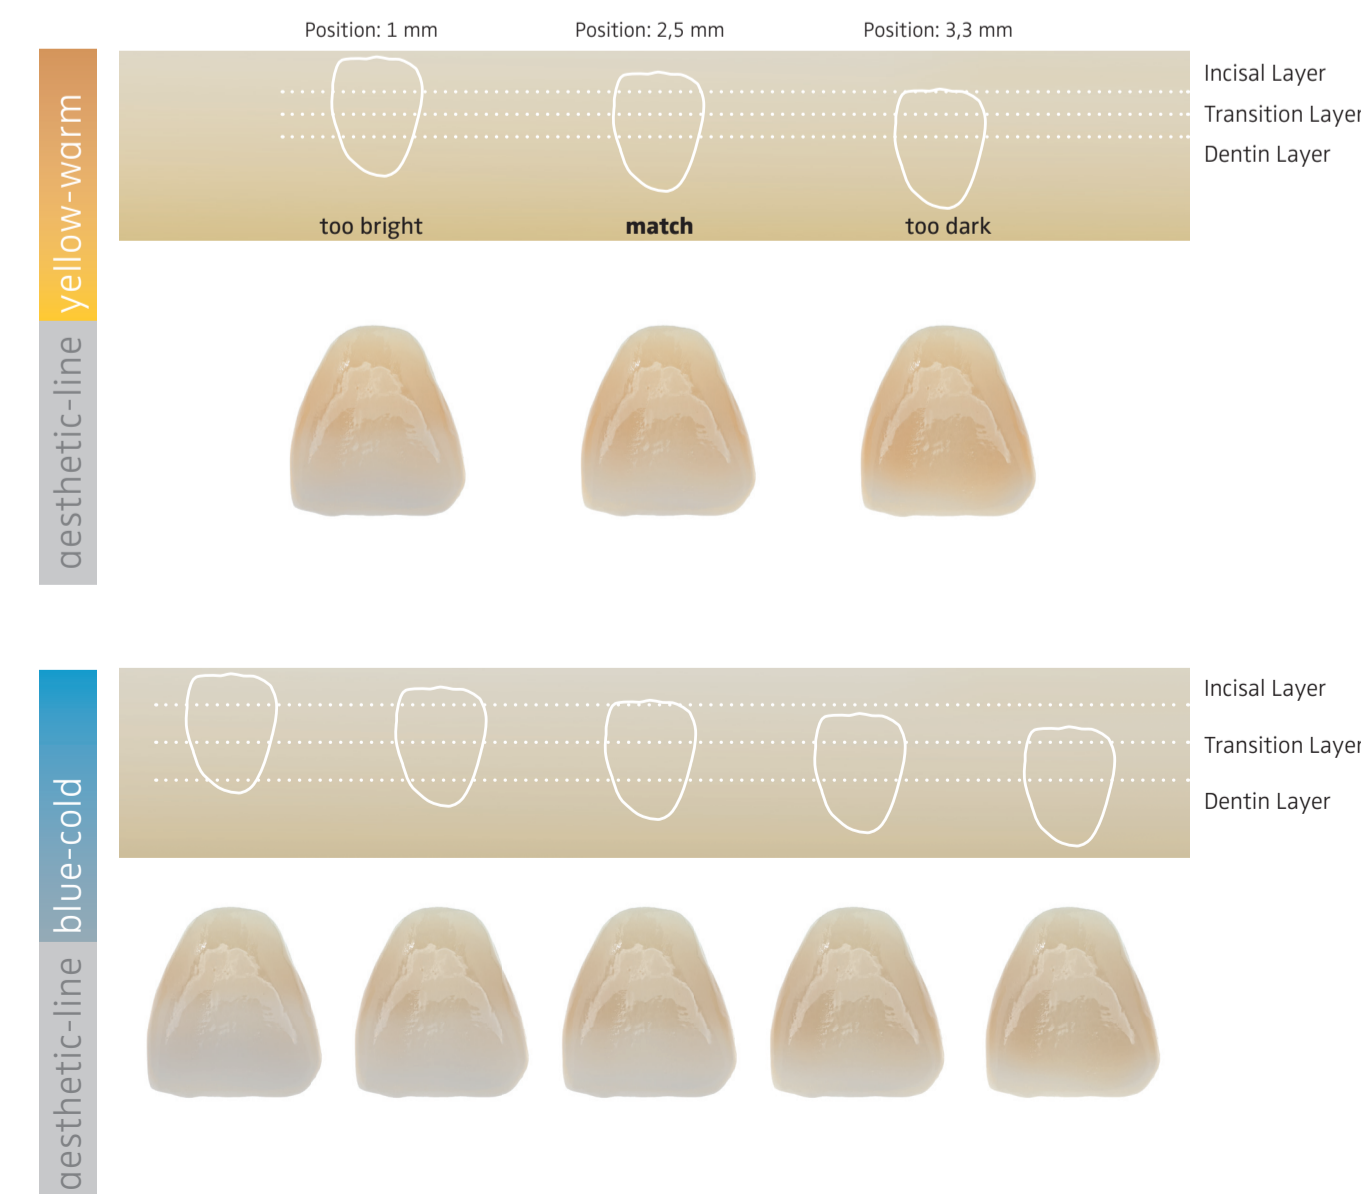 Position: 1 mm
Position: 2,5 mm
Position: 3,3 mm
Incisal Layer
Transition Layer
Dentin Layer
too bright
match
too dark
yellow-warm
aesthetic-line
Incisal Layer
Transition Layer
Dentin Layer
blue-cold
aesthetic-line